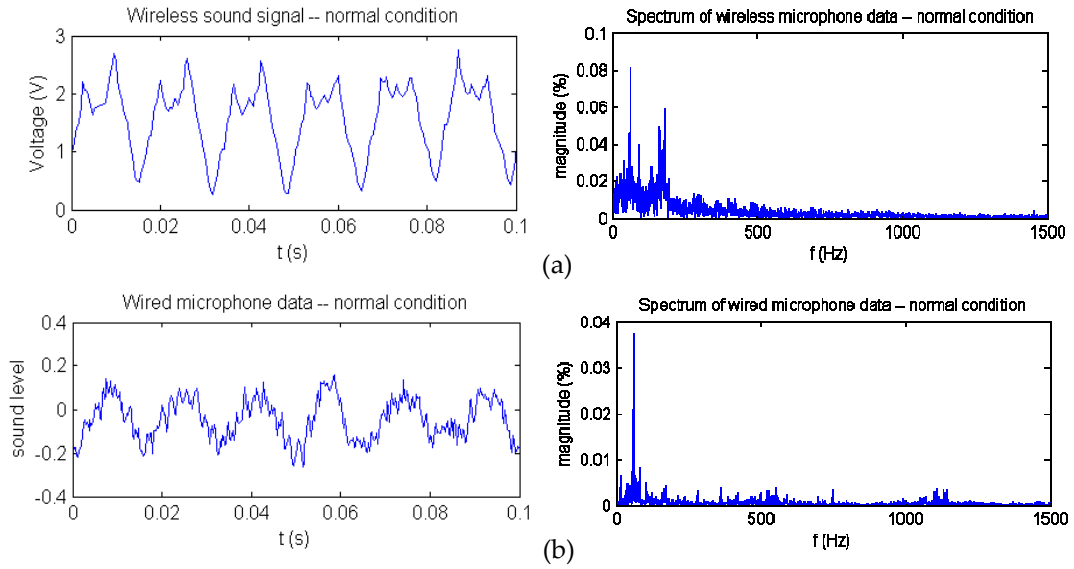 Wireless sound signal -- normal condition
Voltage (V)
3
2
1
0
0 0.02 0.04 0.06 0.08 0.1
t (s)
Spectrum of wireless microphone data – normal condition
magnitude (%)
0.1
0.08
0.06
0.04
0.02
0
0 500 1000 1500
f (Hz)
(a)
Wired microphone data -- normal condition
sound level
0.4
0.2
0
-0.2
-0.4
0 0.02 0.04 0.06 0.08 0.1
t (s)
Spectrum of wired microphone data – normal condition
magnitude (%)
0.04
0.03
0.02
0.01
0
0 500 1000 1500
f (Hz)
(b)